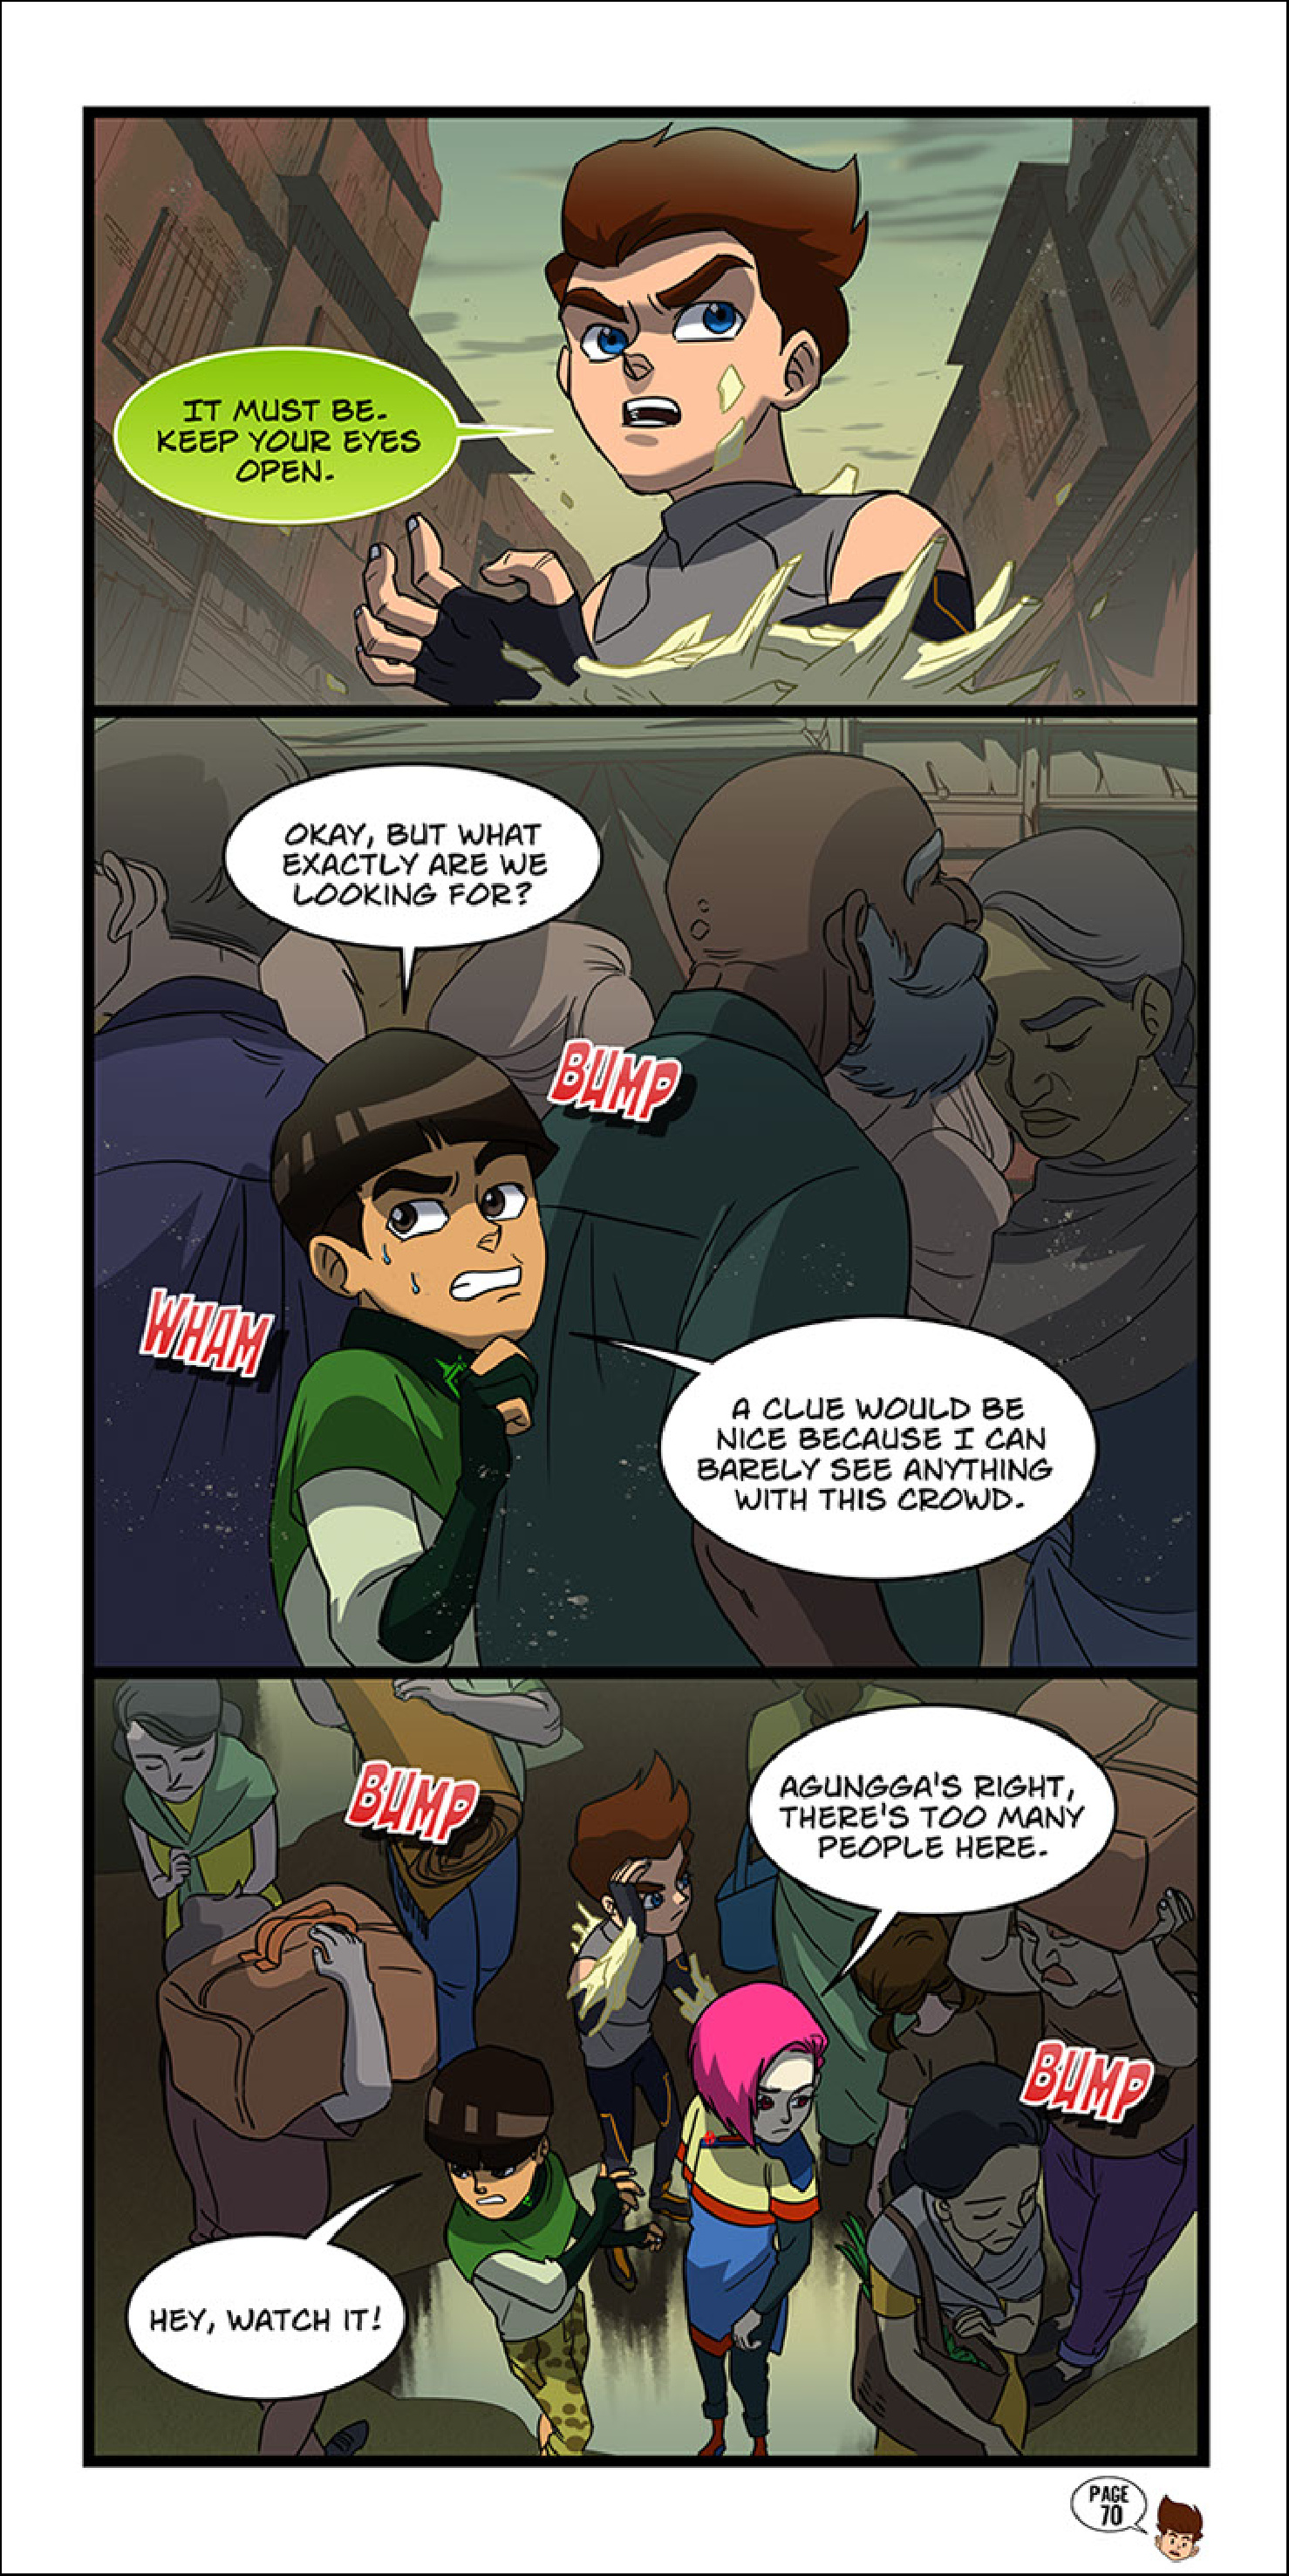 IT MUST BE.
KEEP YOUR EYES
OPEN.
OKAY, BUT WHAT
EXACTLY ARE WE
LOOKING FOR?
BUMP
WHAM
A CLUE WOULD BE
NICE BECAUSE I CAN
BARELY SEE ANYTHING
WITH THIS CROWD.
BUMP
AGUNGGA'S RIGHT,
THERE'S TOO MANY
PEOPLE HERE.
BUMP
HEY, WATCH IT!
PAGE
70